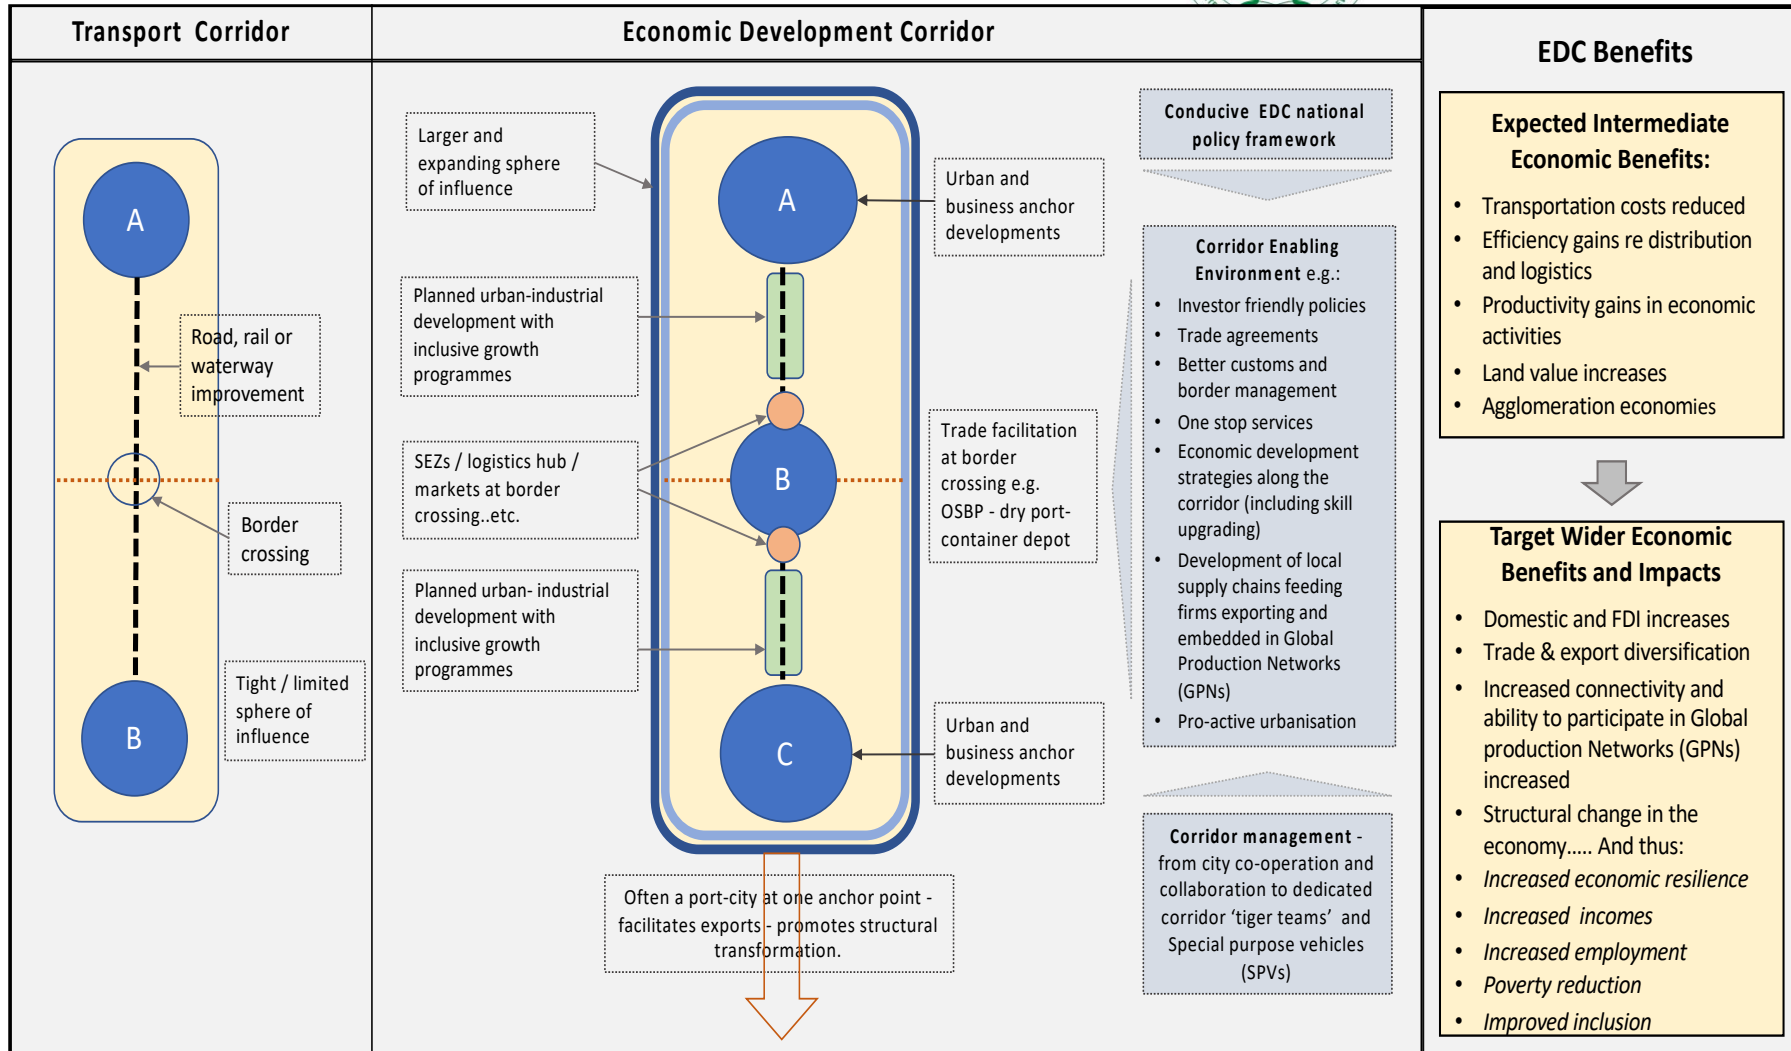 Transport Corridor
Economic Development Corridor
EDC Benefits
A
Road, rail or
waterway
improvement
Border
crossing
Tight / limited
sphere of
influence
B
Larger and
expanding sphere
of influence
Planned urban-industrial
development with
inclusive growth
programmes
SEZs / logistics hub /
markets at border
crossing..etc.
Planned urban- industrial
development with
inclusive growth
programmes
A
B
C
Urban and
business anchor
developments
Trade facilitation
at border
crossing e.g.
OSBP - dry port-
container depot
Urban and
business anchor
developments
Often a port-city at one anchor point -
facilitates exports - promotes structural
transformation.
Conducive EDC national
policy framework
Corridor Enabling
Environment e.g.:
• Investor friendly policies
• Trade agreements
• Better customs and
border management
• One stop services
• Economic development
strategies along the
corridor (including skill
upgrading)
• Development of local
supply chains feeding
firms exporting and
embedded in Global
Production Networks
(GPNs)
• Pro-active urbanisation
Corridor management -
from city co-operation and
collaboration to dedicated
corridor ‘tiger teams’ and
Special purpose vehicles
(SPVs)
Expected Intermediate
Economic Benefits:
• Transportation costs reduced
• Efficiency gains re distribution
and logistics
• Productivity gains in economic
activities
• Land value increases
• Agglomeration economies
Target Wider Economic
Benefits and Impacts
• Domestic and FDI increases
• Trade & export diversification
• Increased connectivity and
ability to participate in Global
production Networks (GPNs)
increased
• Structural change in the
economy..... And thus:
• Increased economic resilience
• Increased incomes
• Increased employment
• Poverty reduction
• Improved inclusion